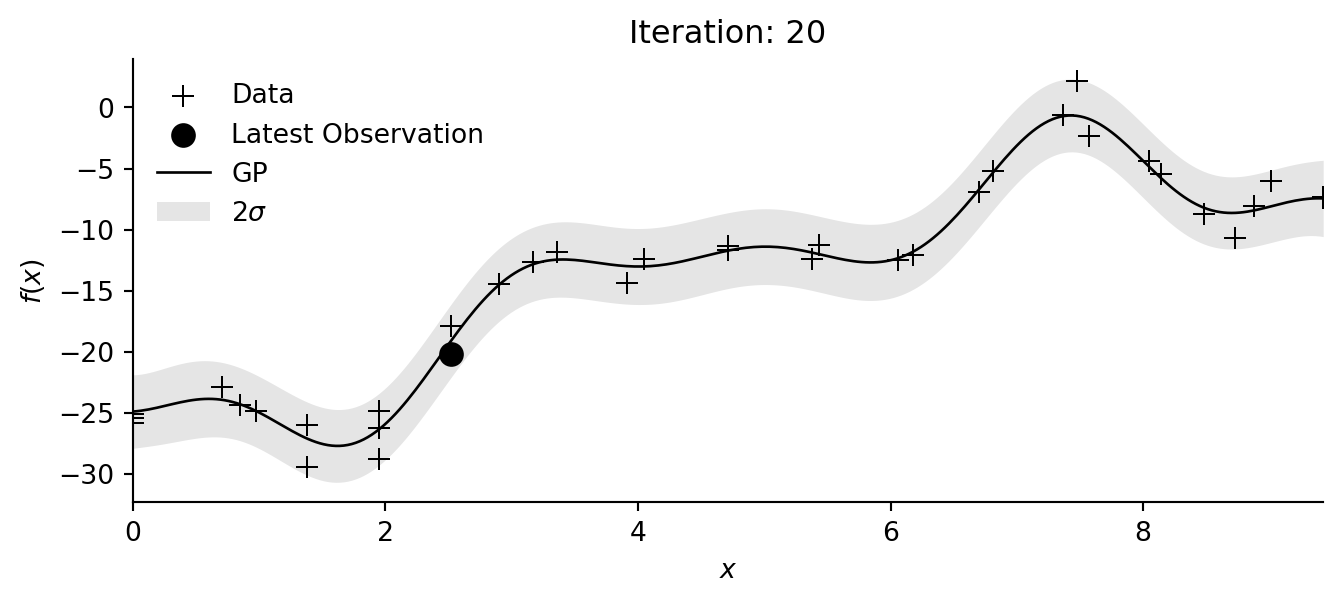 Iteration: 20
Data
Latest Observation
GP
2σ
f(x)
0
−5
−10
−15
−20
−25
−30
0 2 4 6 8
x